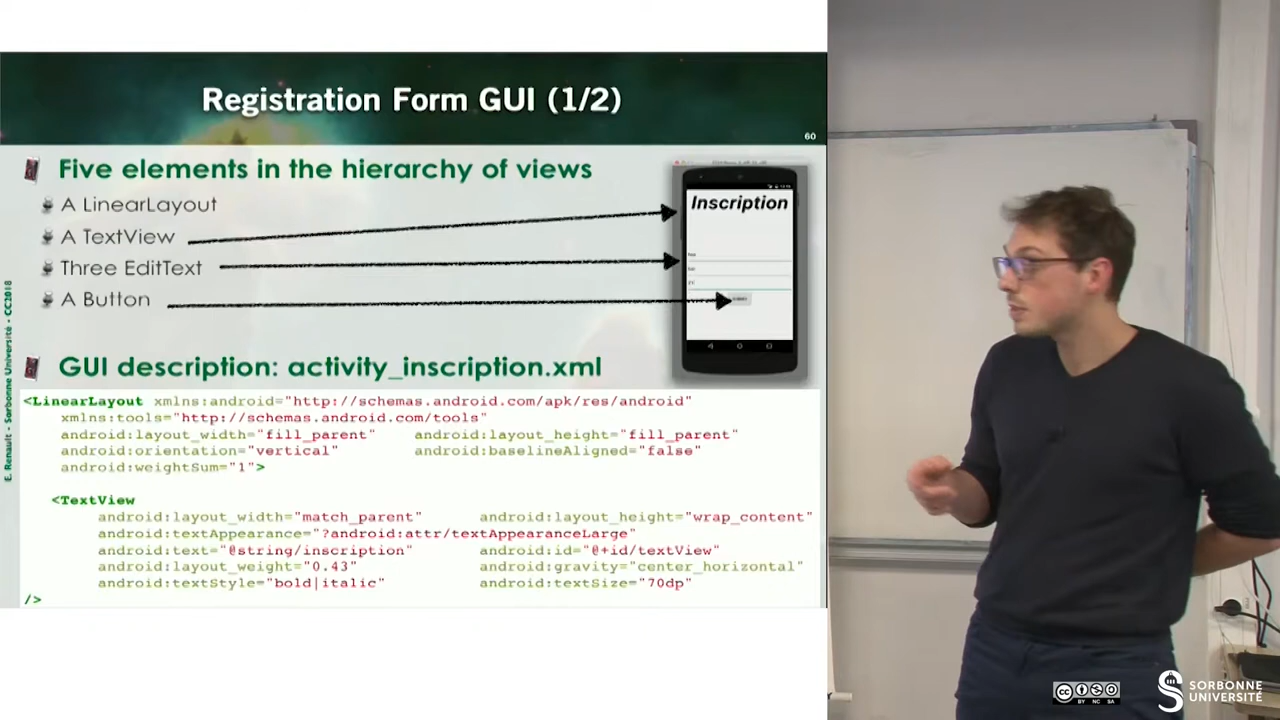 Registration Form GUI (1/2)
60
Five elements in the hierarchy of views
A LinearLayout
A TextView
Three EditText
A Button
Inscription
GUI description: activity_inscription.xml
<LinearLayout xmlns:android="http://schemas.android.com/apk/res/android"
xmlns:tools="http://schemas.android.com/tools"
android:layout_width="fill_parent" android:layout_height="fill_parent"
android:orientation="vertical" android:baselineAligned="false"
android:weightSum="1">
<TextView
android:layout_width="match_parent" android:layout_height="wrap_content"
android:textAppearance="?android:attr/textAppearanceLarge"
android:text="@string/inscription" android:id="@+id/textView"
android:layout_weight="0.43" android:gravity="center_horizontal"
android:textStyle="bold|italic" android:textSize="70dp"
/>
E. Renault - Sorbonne Université - CC2018
CC BY NC SA
SORBONNE
UNIVERSITÉ